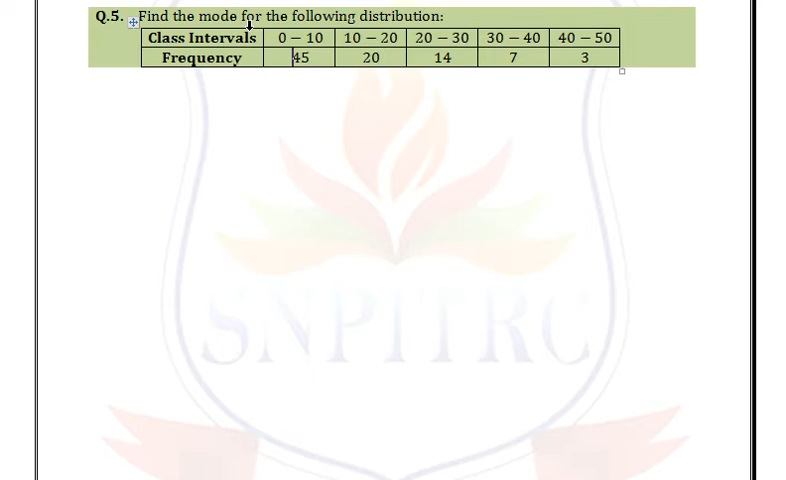 Q.5. Find the mode for the following distribution:
Class Intervals 0 – 10 10 – 20 20 – 30 30 – 40 40 – 50
Frequency 45 20 14 7 3
SNPITRC